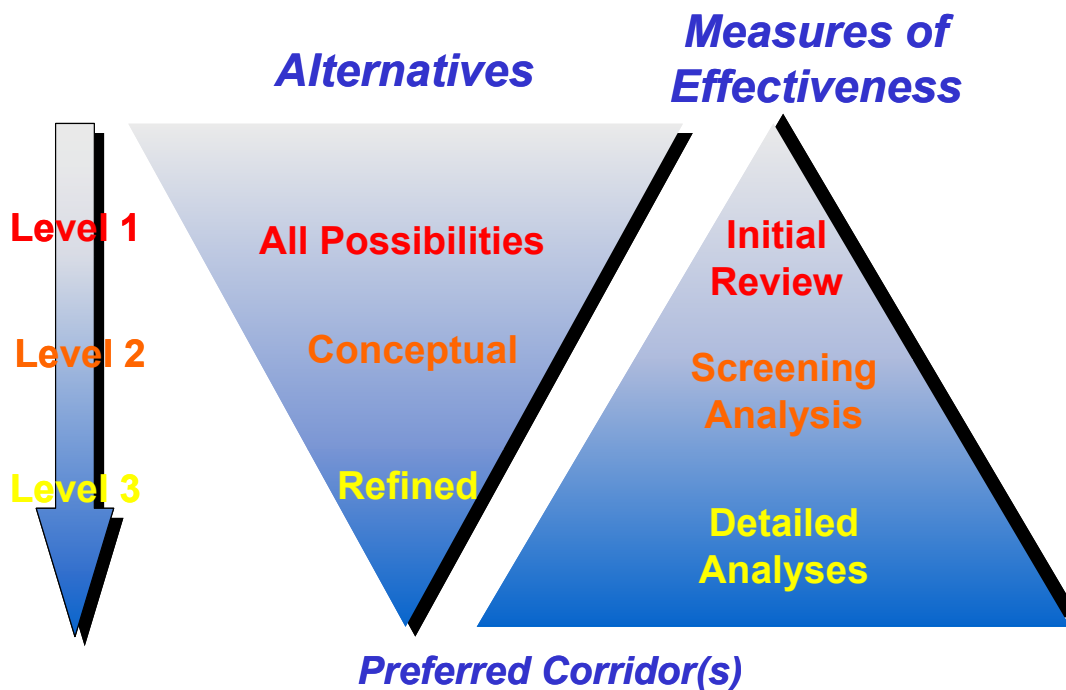 Alternatives
Measures of
Effectiveness
Level 1
All Possibilities
Initial
Review
Level 2
Conceptual
Screening
Analysis
Level 3
Refined
Detailed
Analyses
Preferred Corridor(s)